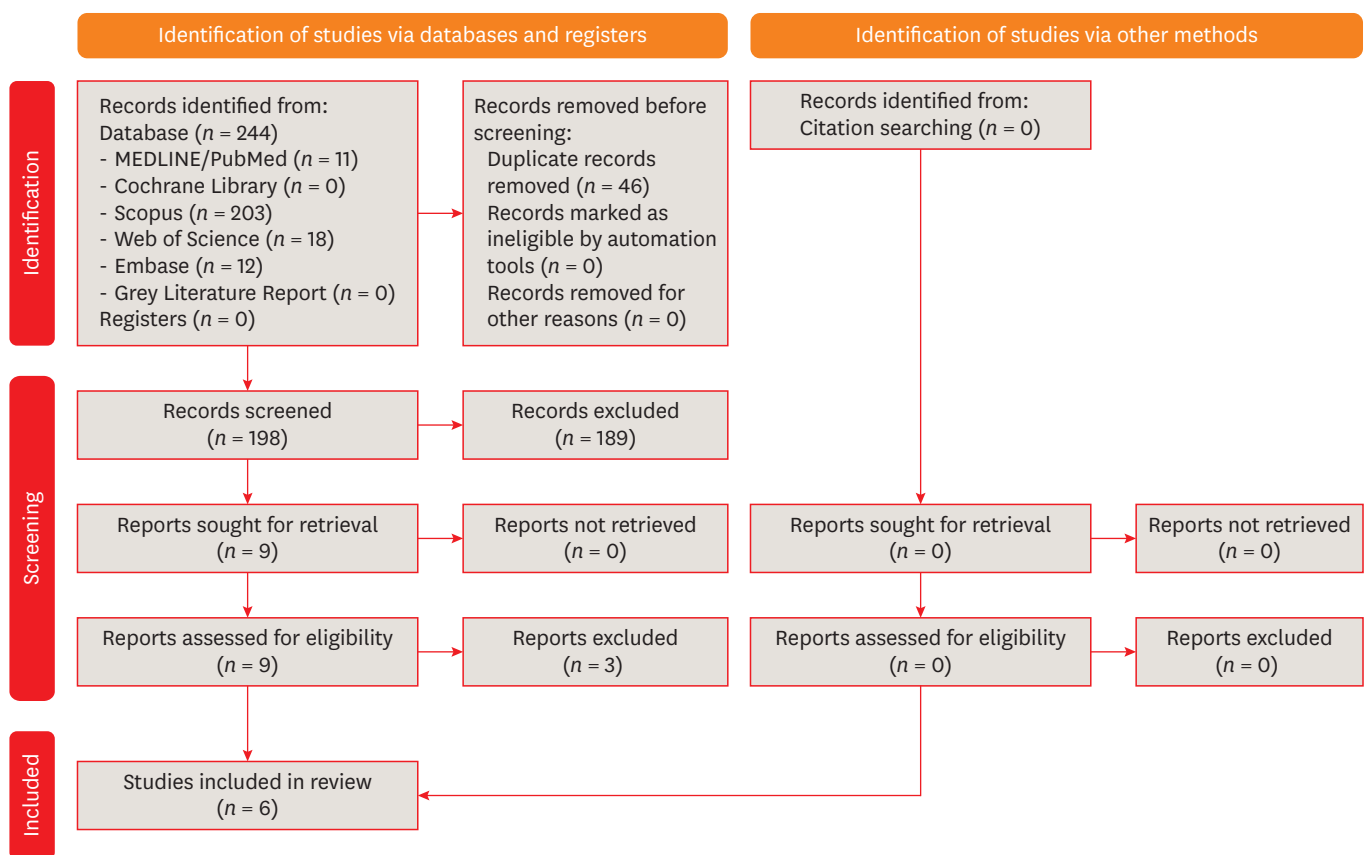 Identification of studies via databases and registers
Identification of studies via other methods
Identification
Records identified from:
Database (n = 244)
- MEDLINE/PubMed (n = 11)
- Cochrane Library (n = 0)
- Scopus (n = 203)
- Web of Science (n = 18)
- Embase (n = 12)
- Grey Literature Report (n = 0)
Registers (n = 0)
Records removed before
screening:
Duplicate records
removed (n = 46)
Records marked as
ineligible by automation
tools (n = 0)
Records removed for
other reasons (n = 0)
Records identified from:
Citation searching (n = 0)
Screening
Records screened
(n = 198)
Records excluded
(n = 189)
Reports sought for retrieval
(n = 9)
Reports not retrieved
(n = 0)
Reports sought for retrieval
(n = 0)
Reports not retrieved
(n = 0)
Reports assessed for eligibility
(n = 9)
Reports excluded
(n = 3)
Reports assessed for eligibility
(n = 0)
Reports excluded
(n = 0)
Included
Studies included in review
(n = 6)